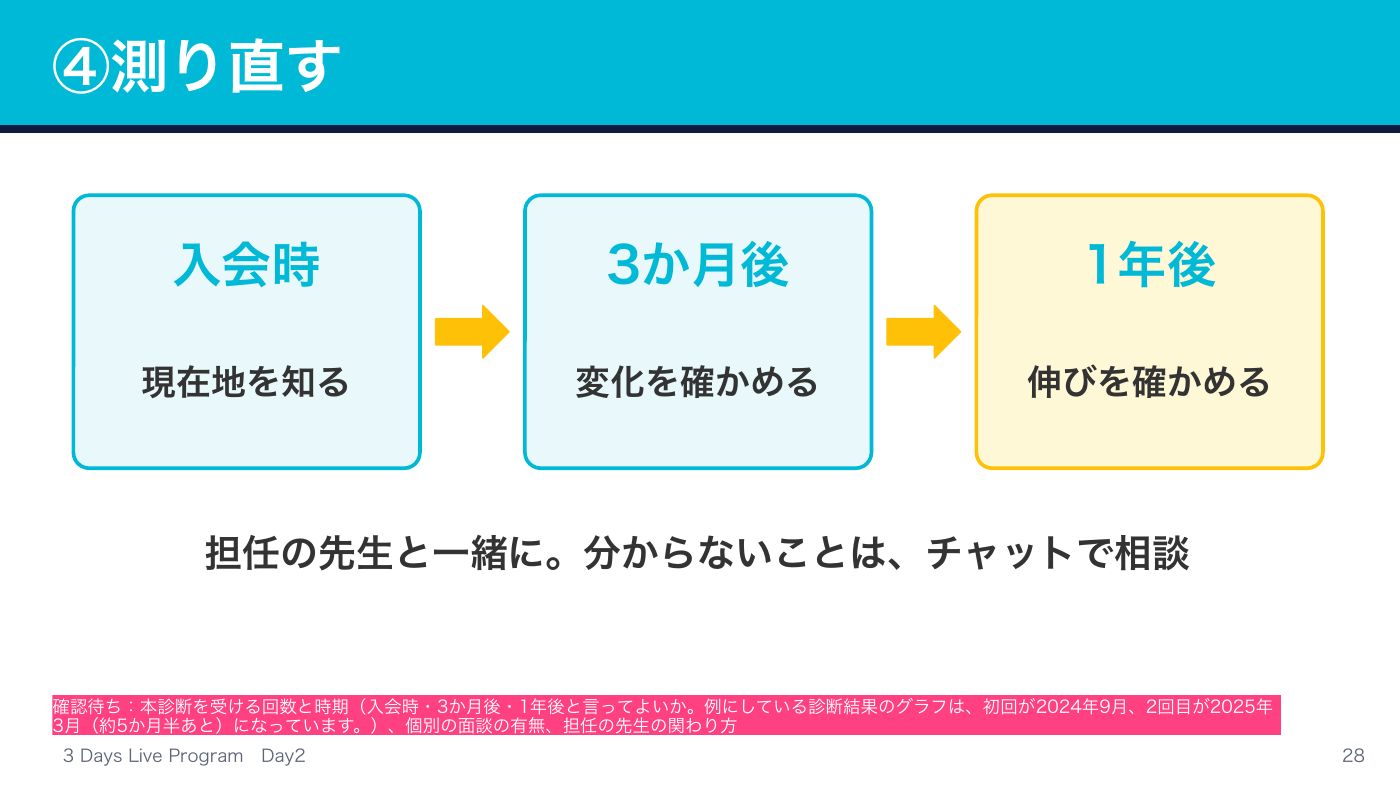 ④測り直す
入会時
現在地を知る
3か月後
変化を確かめる
1年後
伸びを確かめる
担任の先生と一緒に。分からないことは、チャットで相談
確認待ち：本診断を受ける回数と時期（入会時・3か月後・1年後と言ってよいか。例にしている診断結果のグラフは、初回が2024年9月、2回目が2025年
3月（約5か月半あと）になっています。）、個別の面談の有無、担任の先生の関わり方
3 Days Live Program　Day2
28